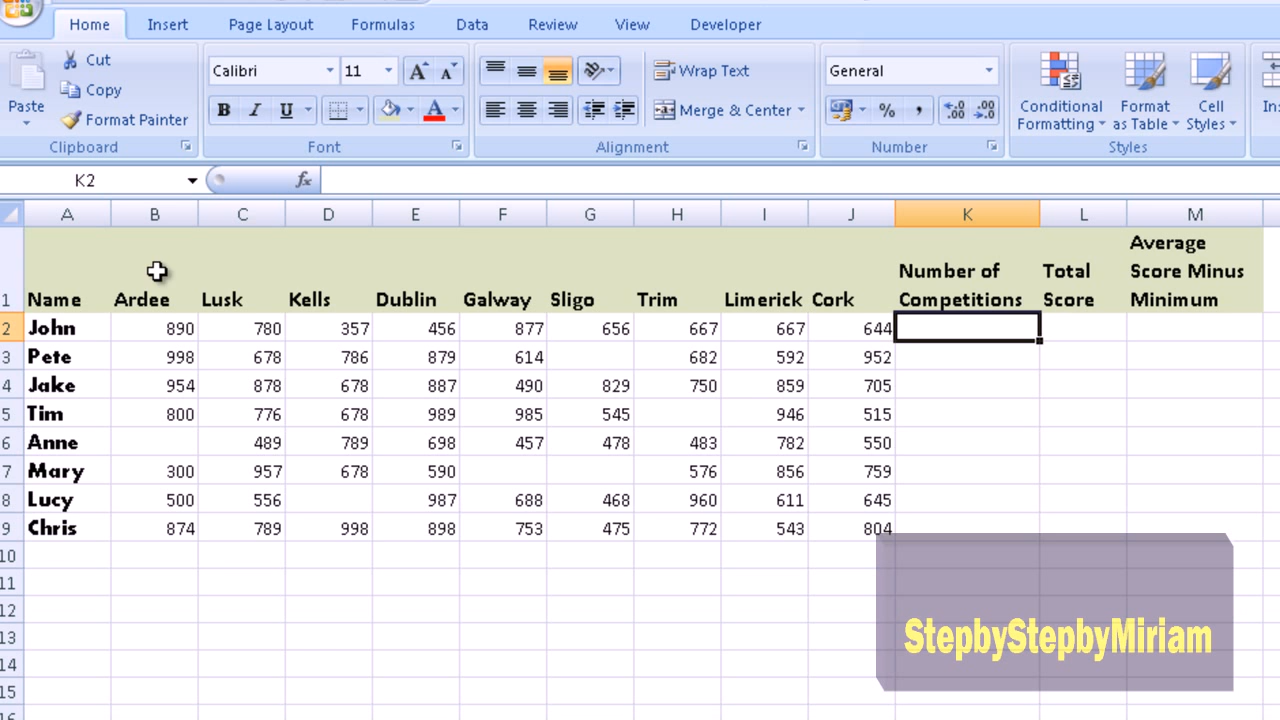 Home Insert Page Layout Formulas Data Review View Developer
Paste Cut
Copy
Format Painter
Calibri 11
B I U A
Wrap Text
Merge & Center
General
% , .0 .00 .00 .0
Conditional Formatting Format as Table Cell Styles
Clipboard Font Alignment Number Styles
K2 fx
A B C D E F G H I J K L M
Average
Number of Total Score Minus
1 Name Ardee Lusk Kells Dublin Galway Sligo Trim Limerick Cork Competitions Score Minimum
2 John 890 780 357 456 877 656 667 667 644
3 Pete 998 678 786 879 614 682 592 952
4 Jake 954 878 678 887 490 829 750 859 705
5 Tim 800 776 678 989 985 545 946 515
6 Anne 489 789 698 457 478 483 782 550
7 Mary 300 957 678 590 576 856 759
8 Lucy 500 556 987 688 468 960 611 645
9 Chris 874 789 998 898 753 475 772 543 804
10
11
12
13
14
15
StepbyStepbyMiriam